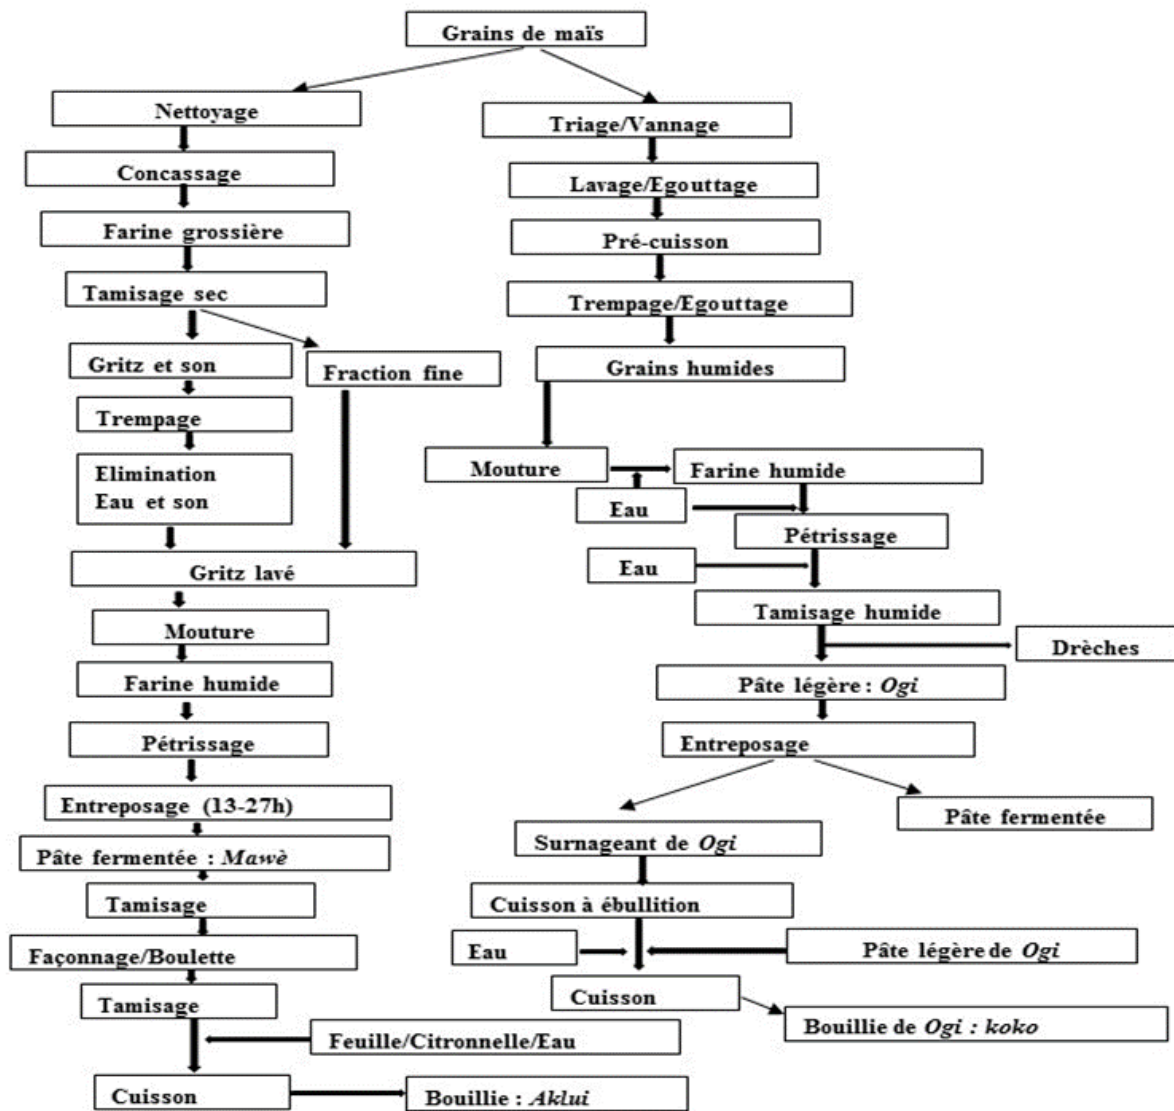 Grains de maïs
Nettoyage
Concassage
Farine grossière
Tamisage sec
Gritz et son
Fraction fine
Trempage
Elimination
Eau et son
Gritz lavé
Mouture
Farine humide
Pétrissage
Entreposage (13-27h)
Pâte fermentée : Mawè
Tamisage
Façonnage/Boulette
Tamisage
Feuille/Citronnelle/Eau
Cuisson
Bouillie : Aklui
Triage/Vannage
Lavage/Egouttage
Pré-cuisson
Trempage/Egouttage
Grains humides
Mouture
Farine humide
Eau
Pétrissage
Eau
Tamisage humide
Drèches
Pâte légère : Ogi
Entreposage
Pâte fermentée
Surnageant de Ogi
Cuisson à ébullition
Eau
Pâte légère de Ogi
Cuisson
Bouillie de Ogi : koko